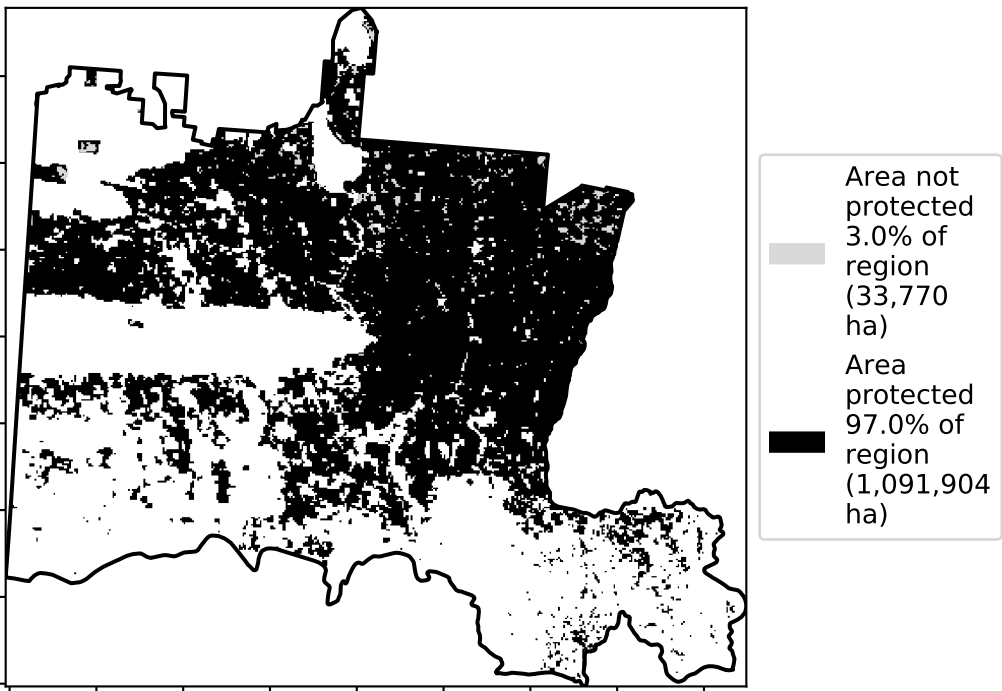 Area not
protected
3.0% of
region
(33,770
ha)
Area
protected
97.0% of
region
(1,091,904
ha)